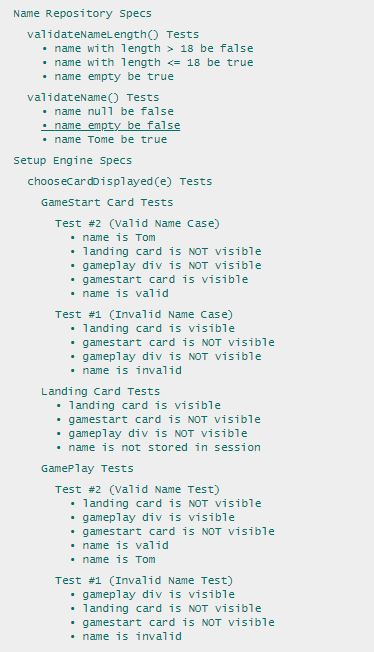 Name Repository Specs
validateNameLength() Tests
• name with length > 18 be false
• name with length <= 18 be true
• name empty be true
validateName() Tests
• name null be false
• name empty be false
• name Tome be true
Setup Engine Specs
chooseCardDisplayed(e) Tests
GameStart Card Tests
Test #2 (Valid Name Case)
• name is Tom
• landing card is NOT visible
• gameplay div is NOT visible
• gamestart card is visible
• name is valid
Test #1 (Invalid Name Case)
• landing card is visible
• gamestart card is NOT visible
• gameplay div is NOT visible
• name is invalid
Landing Card Tests
• landing card is visible
• gamestart card is NOT visible
• gameplay div is NOT visible
• name is not stored in session
GamePlay Tests
Test #2 (Valid Name Test)
• landing card is NOT visible
• gameplay div is visible
• gamestart card is NOT visible
• name is valid
• name is Tom
Test #1 (Invalid Name Test)
• gameplay div is visible
• landing card is NOT visible
• gamestart card is NOT visible
• name is invalid